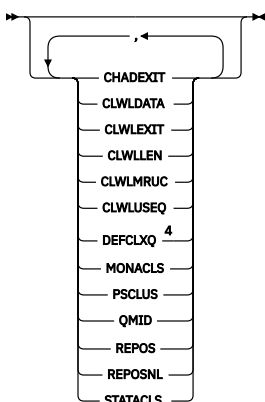 ,
CHADEXIT
CLWLDATA
CLWLEXIT
CLWLLEN
CLWLMRUC
CLWLUSEQ
DEFCLXQ 4
MONACLS
PSCLUS
QMID
REPOS
REPOSNL
STATACLS